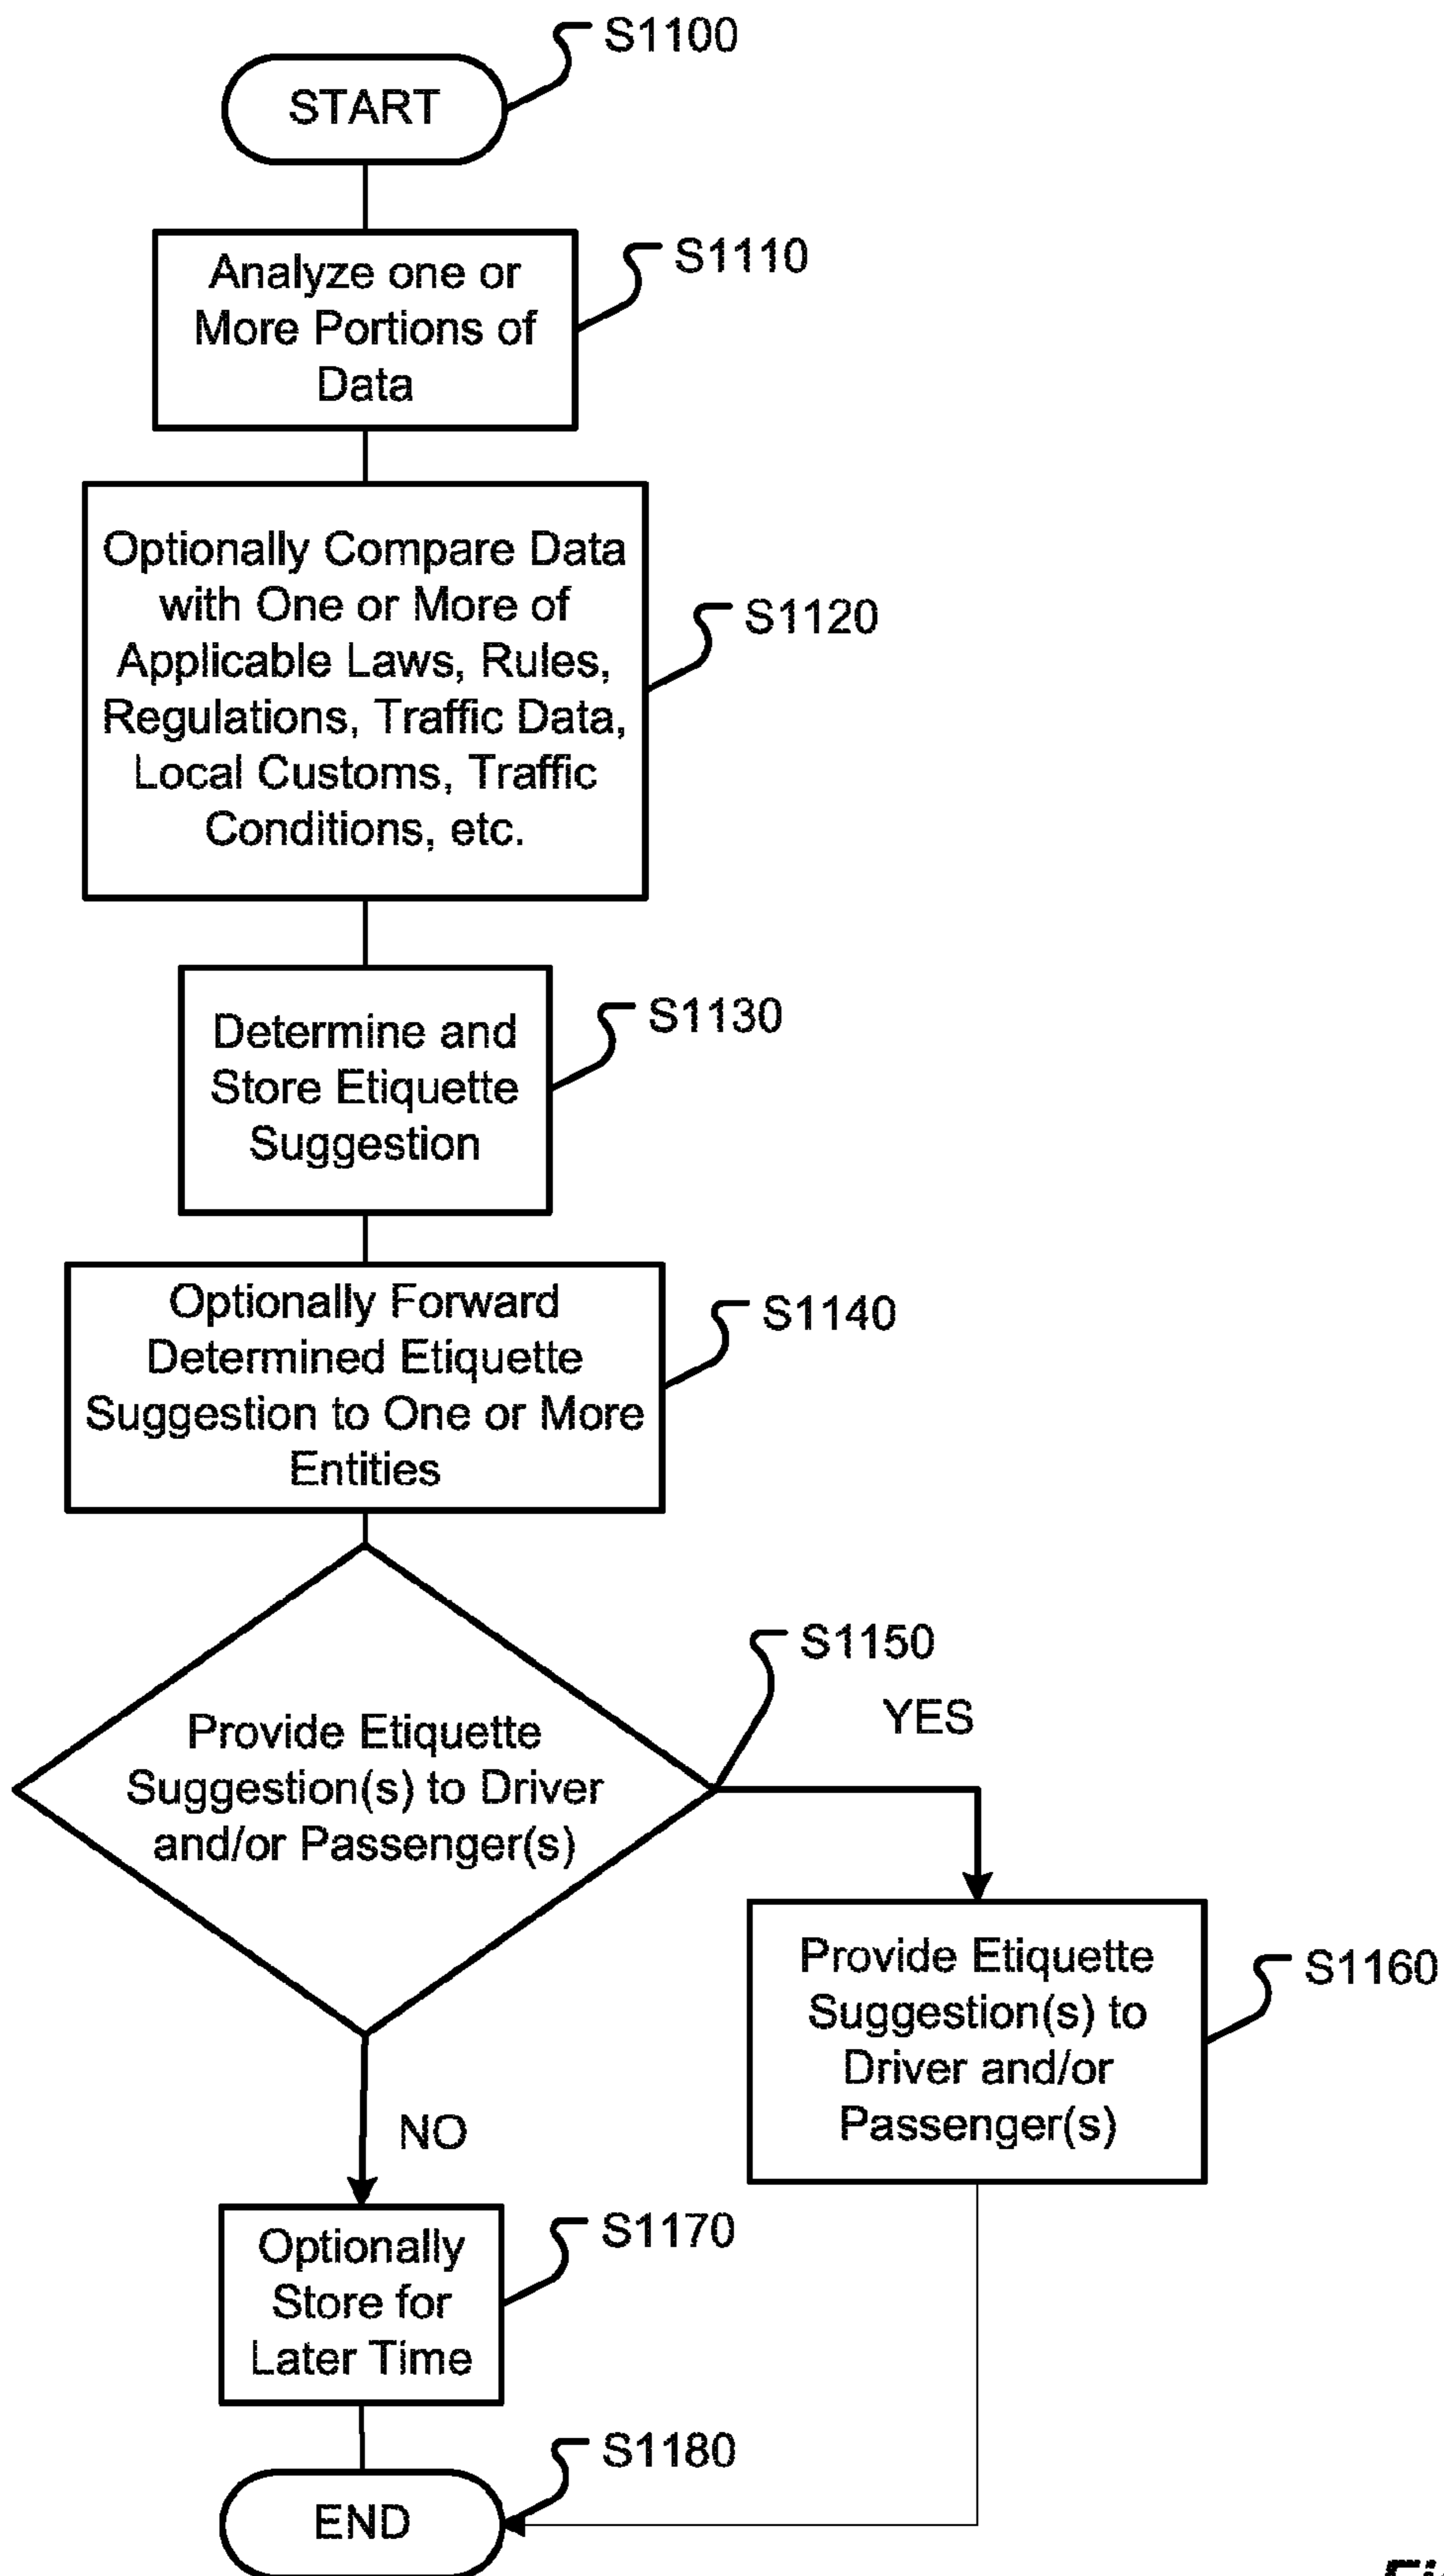 S1100
START
S1110
Analyze one or
More Portions of
Data
Optionally Compare Data
with One or More of
Applicable Laws, Rules,
Regulations, Traffic Data,
Local Customs, Traffic
Conditions, etc.
S1120
Determine and
Store Etiquette
Suggestion
S1130
Optionally Forward
Determined Etiquette
Suggestion to One or More
Entities
S1140
S1150
YES
Provide Etiquette
Suggestion(s) to Driver
and/or Passenger(s)
Provide Etiquette
Suggestion(s) to
Driver and/or
Passenger(s)
S1160
NO
Optionally
Store for
Later Time
S1170
S1180
END